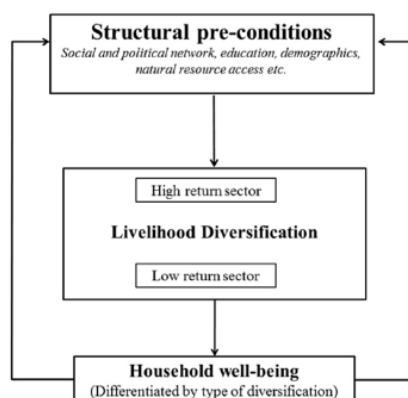 Structural pre-conditions
Social and political network, education, demographics,
natural resource access etc.
High return sector
Livelihood Diversification
Low return sector
Household well-being
(Differentiated by type of diversification)